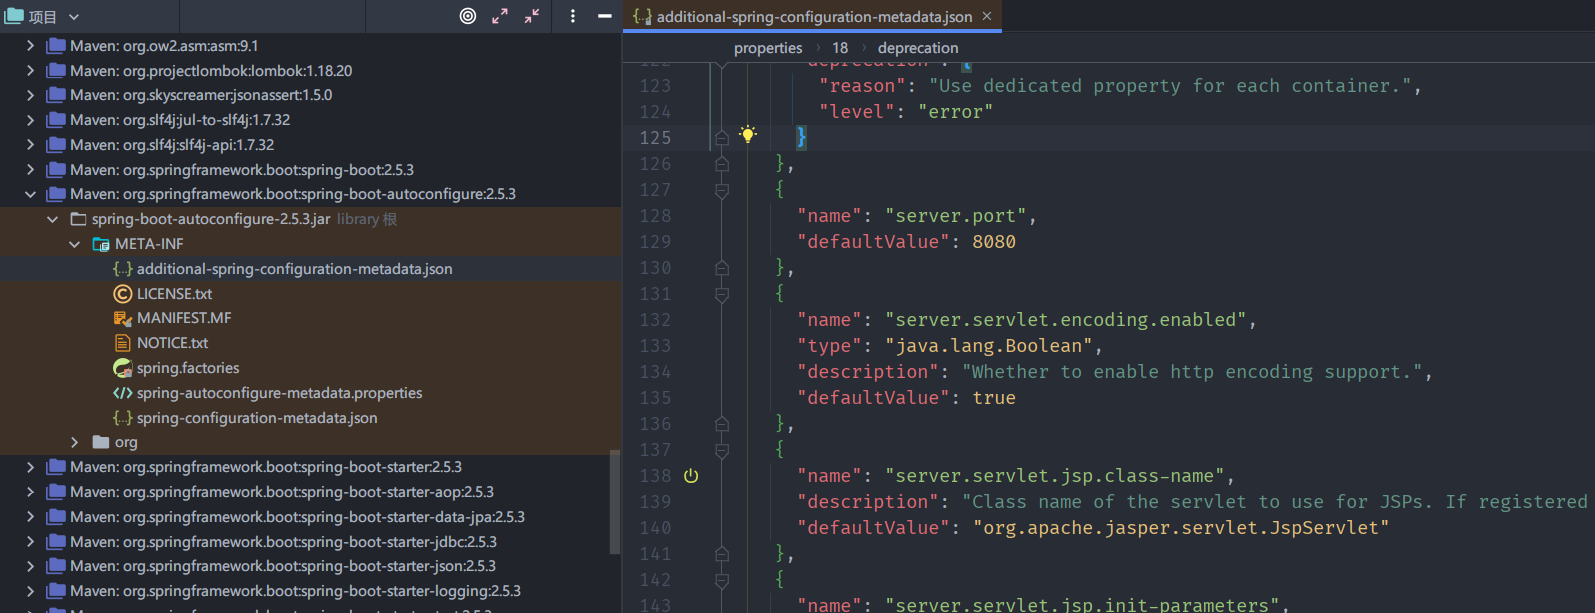 项目
Maven: org.ow2.asm:asm:9.1
Maven: org.projectlombok:lombok:1.18.20
Maven: org.skyscreamer:jsonassert:1.5.0
Maven: org.slf4j:jul-to-slf4j:1.7.32
Maven: org.slf4j:slf4j-api:1.7.32
Maven: org.springframework.boot:spring-boot:2.5.3
Maven: org.springframework.boot:spring-boot-autoconfigure:2.5.3
spring-boot-autoconfigure-2.5.3.jar library 根
META-INF
additional-spring-configuration-metadata.json
LICENSE.txt
MANIFEST.MF
NOTICE.txt
spring.factories
spring-autoconfigure-metadata.properties
spring-configuration-metadata.json
org
Maven: org.springframework.boot:spring-boot-starter:2.5.3
Maven: org.springframework.boot:spring-boot-starter-aop:2.5.3
Maven: org.springframework.boot:spring-boot-starter-data-jpa:2.5.3
Maven: org.springframework.boot:spring-boot-starter-jdbc:2.5.3
Maven: org.springframework.boot:spring-boot-starter-json:2.5.3
Maven: org.springframework.boot:spring-boot-starter-logging:2.5.3
additional-spring-configuration-metadata.json
properties › 18 › deprecation
122 "deprecation": {
123 "reason": "Use dedicated property for each container.",
124 "level": "error"
125 }
126 },
127 {
128 "name": "server.port",
129 "defaultValue": 8080
130 },
131 {
132 "name": "server.servlet.encoding.enabled",
133 "type": "java.lang.Boolean",
134 "description": "Whether to enable http encoding support.",
135 "defaultValue": true
136 },
137 {
138 "name": "server.servlet.jsp.class-name",
139 "description": "Class name of the servlet to use for JSPs. If registered
140 "defaultValue": "org.apache.jasper.servlet.JspServlet"
141 },
142 {
143 "name": "server.servlet.jsp.init-parameters",